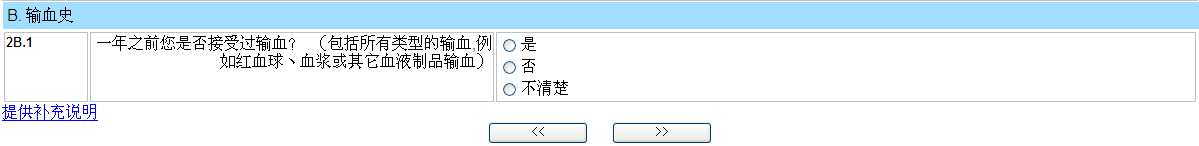 B. 输血史
2B.1
一年之前您是否接受过输血? (包括所有类型的输血,例
如红血球丶血浆或其它血液制品输血)
是
否
不清楚
提供补充说明
<<
>>